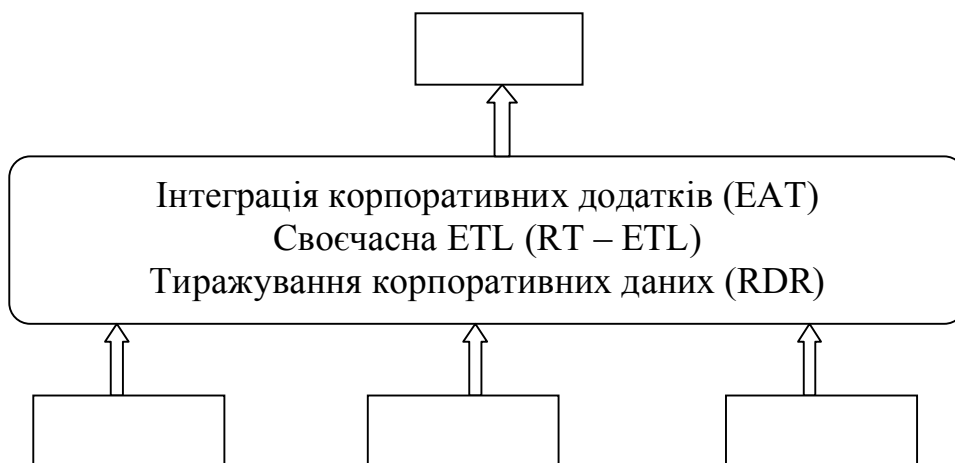 Інтеграція корпоративних додатків (EAT)
Своєчасна ETL (RT – ETL)
Тиражування корпоративних даних (RDR)